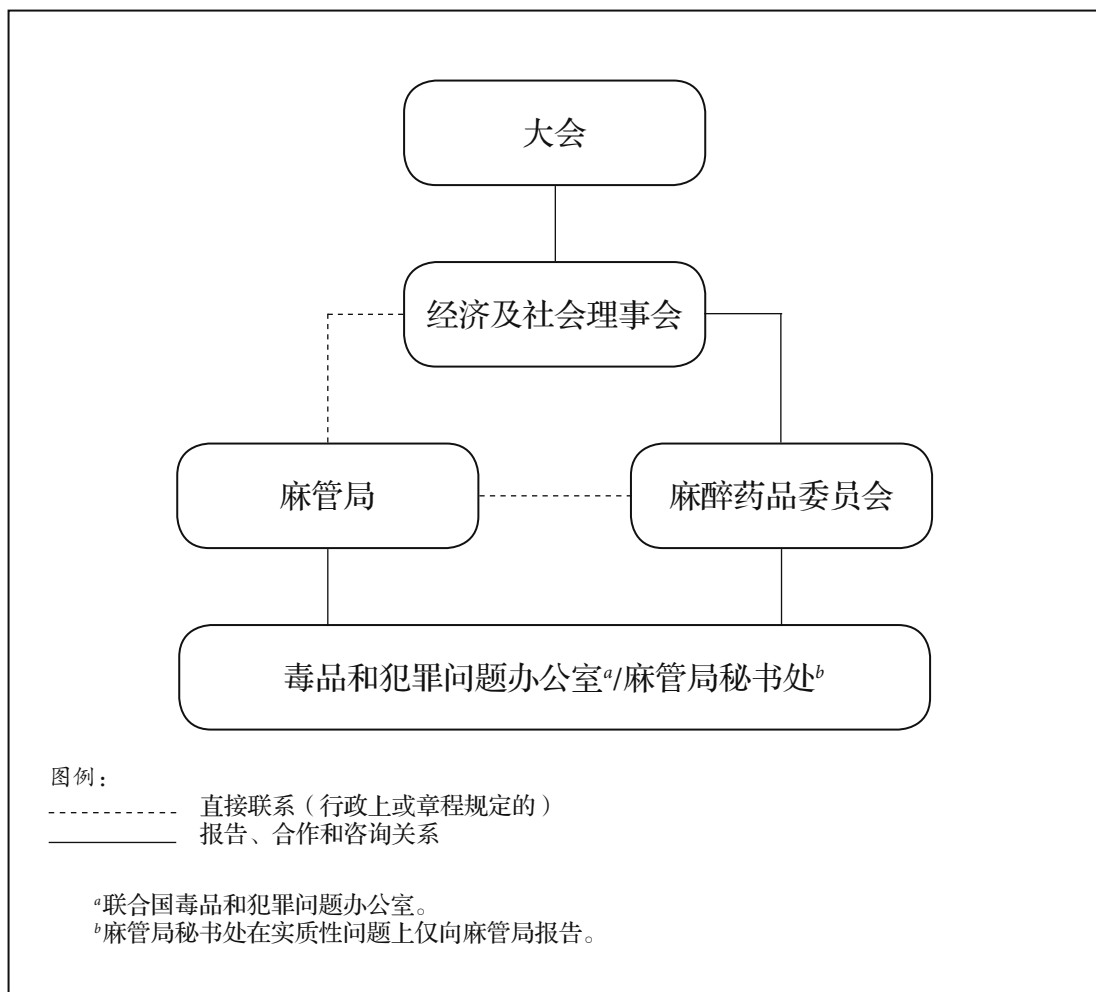 大会
经济及社会理事会
麻管局
麻醉药品委员会
毒品和犯罪问题办公室a/麻管局秘书处b
图例：
直接联系（行政上或章程规定的）
报告、合作和咨询关系
a联合国毒品和犯罪问题办公室。
b麻管局秘书处在实质性问题上仅向麻管局报告。